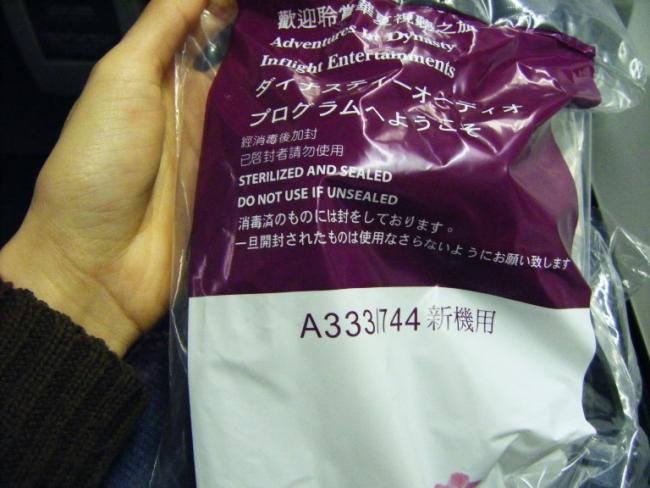 歡迎聆賞華夏視聽之旅
Adventures In Dynasty
Inflight Entertainments
ダイナスティーオーディオ
プログラムへようこそ
經消毒後加封
已啓封者請勿使用
STERILIZED AND SEALED
DO NOT USE IF UNSEALED
消毒済のものには封をしております。
一旦開封されたものは使用なさらないようにお願い致します
A333/744 新機用